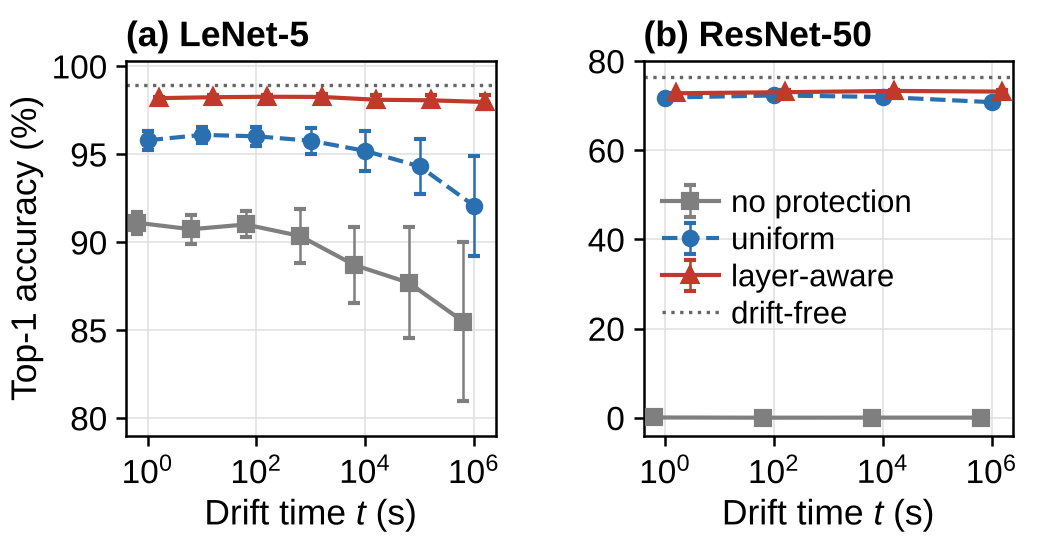 (a) LeNet-5
Top-1 accuracy (%)
100
95
90
85
80
10⁰ 10² 10⁴ 10⁶
Drift time t (s)
(b) ResNet-50
80
60
40
20
0
no protection
uniform
layer-aware
drift-free
10⁰ 10² 10⁴ 10⁶
Drift time t (s)